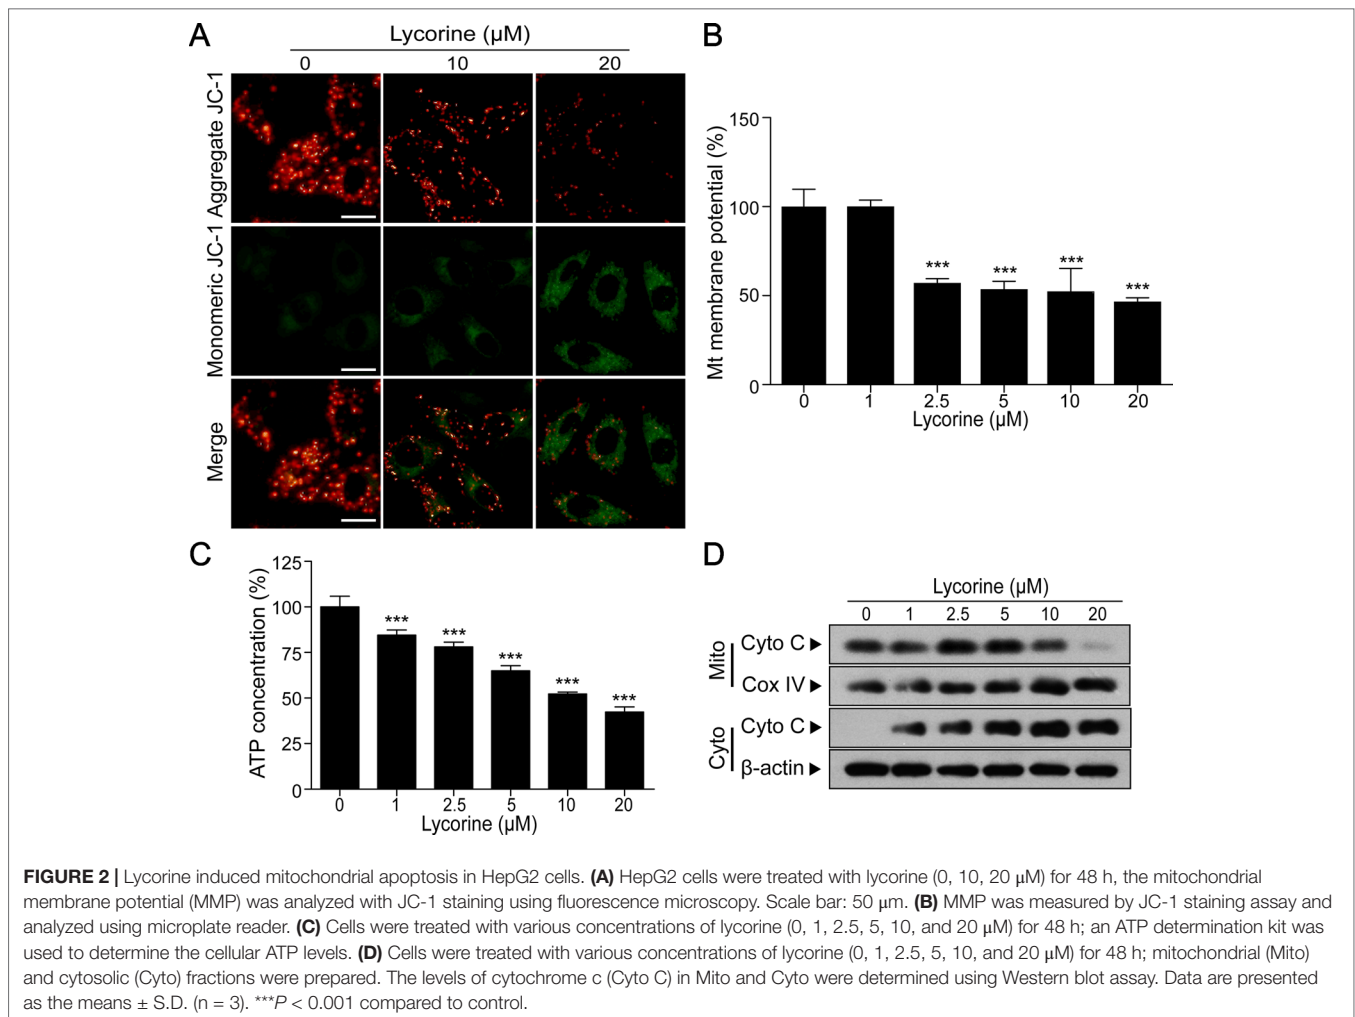 A
Lycorine (µM)
0 10 20
Aggregate JC-1
Monomeric JC-1
Merge
B
Mt membrane potential (%)
150
100
50
0
***
***
***
***
0 1 2.5 5 10 20
Lycorine (µM)
C
ATP concentration (%)
125
100
75
50
25
0
***
***
***
***
***
0 1 2.5 5 10 20
Lycorine (µM)
D
Lycorine (µM)
0 1 2.5 5 10 20
Mito
Cyto C
Cox IV
Cyto
Cyto C
β-actin
FIGURE 2 | Lycorine induced mitochondrial apoptosis in HepG2 cells. (A) HepG2 cells were treated with lycorine (0, 10, 20 µM) for 48 h, the mitochondrial
membrane potential (MMP) was analyzed with JC-1 staining using fluorescence microscopy. Scale bar: 50 µm. (B) MMP was measured by JC-1 staining assay and
analyzed using microplate reader. (C) Cells were treated with various concentrations of lycorine (0, 1, 2.5, 5, 10, and 20 µM) for 48 h; an ATP determination kit was
used to determine the cellular ATP levels. (D) Cells were treated with various concentrations of lycorine (0, 1, 2.5, 5, 10, and 20 µM) for 48 h; mitochondrial (Mito)
and cytosolic (Cyto) fractions were prepared. The levels of cytochrome c (Cyto C) in Mito and Cyto were determined using Western blot assay. Data are presented
as the means ± S.D. (n = 3). ***P < 0.001 compared to control.